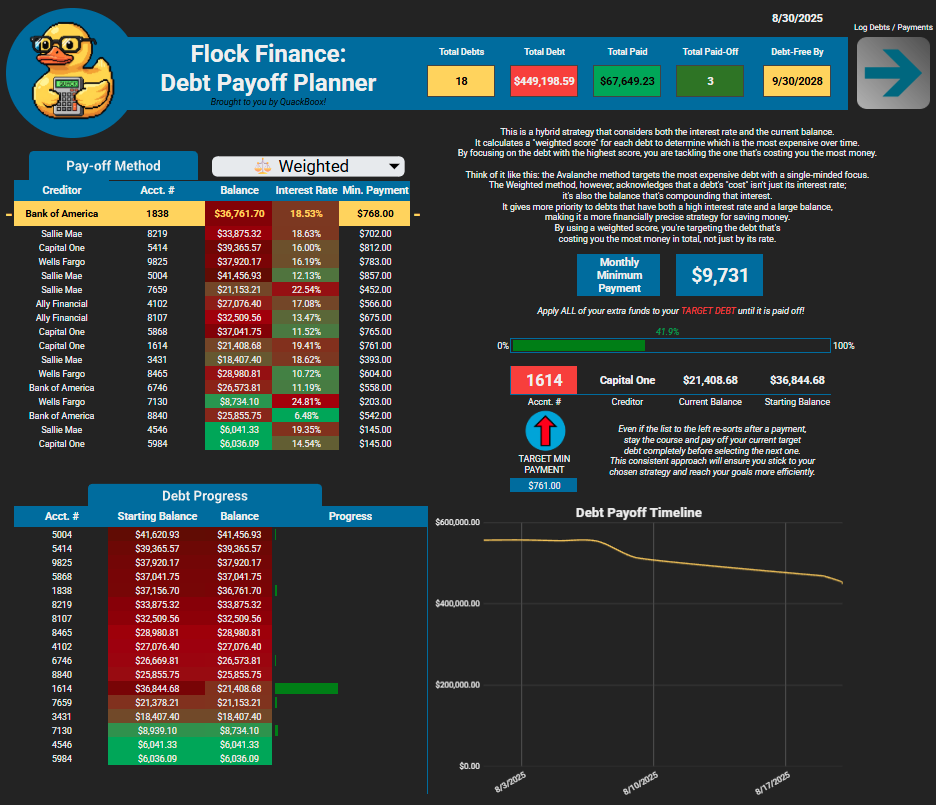 8/30/2025
Log Debts / Payments
Flock Finance:
Debt Payoff Planner
Brought to you by QuackBoox!
Total Debts Total Debt Total Paid Total Paid-Off Debt-Free By
18 $449,198.59 $67,649.23 3 9/30/2028
This is a hybrid strategy that considers both the interest rate and the current balance.
It calculates a "weighted score" for each debt to determine which is the most expensive over time.
By focusing on the debt with the highest score, you are tackling the one that's costing you the most money.
Think of it like this: the Avalanche method targets the most expensive debt with a single-minded focus.
The Weighted method, however, acknowledges that a debt's "cost" isn't just its interest rate;
it's also the balance that's compounding that interest.
It gives more priority to debts that have both a high interest rate and a large balance,
making it a more financially precise strategy for saving money.
By using a weighted score, you're targeting the debt that's
costing you the most money in total, not just by its rate.
Pay-off Method Weighted
Creditor Acct. # Balance Interest Rate Min. Payment
Bank of America 1838 $36,761.70 18.53% $768.00
Sallie Mae 8219 $33,875.32 18.63% $702.00
Capital One 5414 $39,365.57 16.00% $812.00
Wells Fargo 9825 $37,920.17 16.19% $783.00
Sallie Mae 5004 $41,456.93 12.13% $857.00
Sallie Mae 7659 $21,153.21 22.54% $452.00
Ally Financial 4102 $27,076.40 17.08% $566.00
Ally Financial 8107 $32,509.56 13.47% $675.00
Capital One 5868 $37,041.75 11.52% $765.00
Capital One 1614 $21,408.68 19.41% $761.00
Sallie Mae 3431 $18,407.40 18.62% $393.00
Wells Fargo 8465 $28,980.81 10.72% $604.00
Bank of America 6746 $26,573.81 11.19% $558.00
Wells Fargo 7130 $8,734.10 24.81% $203.00
Bank of America 8840 $25,855.75 6.48% $542.00
Sallie Mae 4546 $6,041.33 19.35% $145.00
Capital One 5984 $6,036.09 14.54% $145.00
Monthly
Minimum
Payment
$9,731
Apply ALL of your extra funds to your TARGET DEBT until it is paid off!
41.9%
0% 100%
1614 Capital One $21,408.68 $36,844.68
Accnt. # Creditor Current Balance Starting Balance
TARGET MIN
PAYMENT
$761.00
Even if the list to the left re-sorts after a payment,
stay the course and pay off your current target
debt completely before selecting the next one.
This consistent approach will ensure you stick to your
chosen strategy and reach your goals more efficiently.
Debt Progress
Acct. # Starting Balance Balance Progress
5004 $41,620.93 $41,456.93
5414 $39,365.57 $39,365.57
9825 $37,920.17 $37,920.17
5868 $37,041.75 $37,041.75
1838 $37,156.70 $36,761.70
8219 $33,875.32 $33,875.32
8107 $32,509.56 $32,509.56
8465 $28,980.81 $28,980.81
4102 $27,076.40 $27,076.40
6746 $26,669.81 $26,573.81
8840 $25,855.75 $25,855.75
1614 $36,844.68 $21,408.68
7659 $21,378.21 $21,153.21
3431 $18,407.40 $18,407.40
7130 $8,939.10 $8,734.10
4546 $6,041.33 $6,041.33
5984 $6,036.09 $6,036.09
Debt Payoff Timeline
$600,000.00
$400,000.00
$200,000.00
$0.00
8/3/2025 8/10/2025 8/17/2025